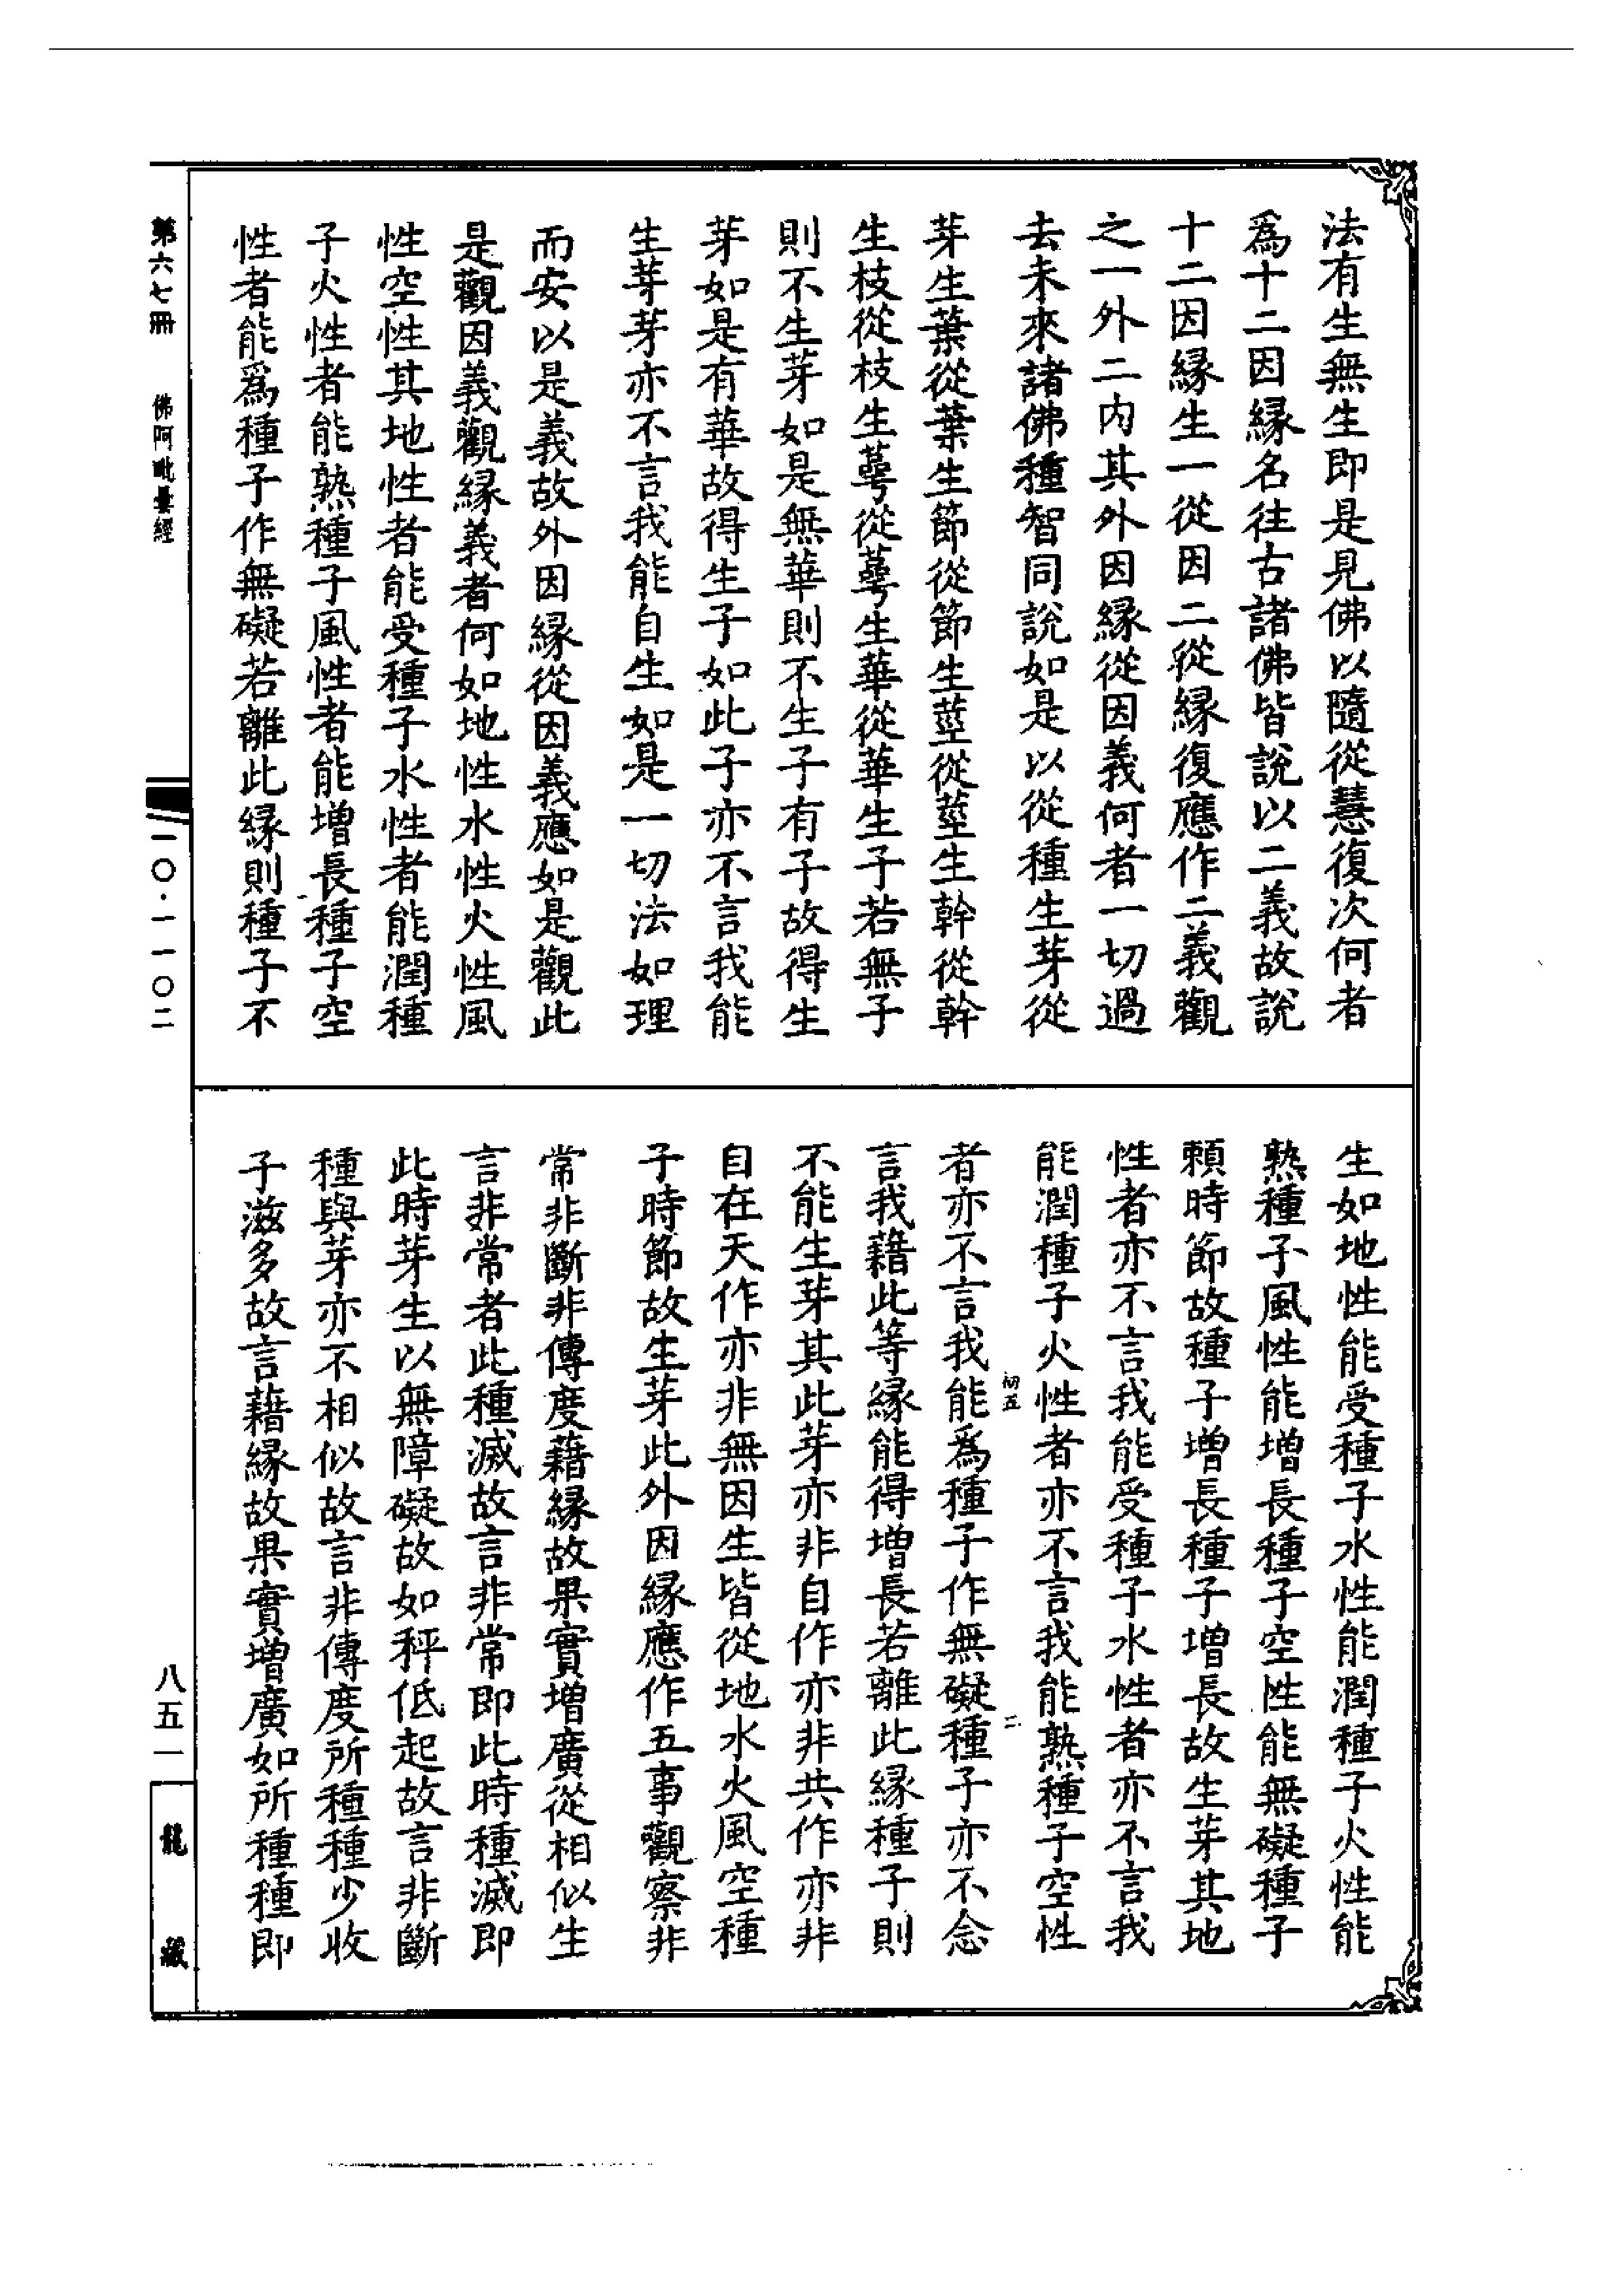 法有生無生即是見佛以隨從慧復次何者
為十二因縁名往古諸佛皆說以二義故說
十二因縁生一從因二從縁復應作二義觀
之一外二内其外因縁從因義何者一切過
去未來諸佛種智同說如是以從種生芽從
芽生葉從葉生節從節生莖從莖生幹從幹
生枝從枝生蕚從蕚生華從華生子若無子
則不生芽如是無華則不生子有子故得生
芽如是有華故得生子如此子亦不言我能
生芽芽亦不言我能自生如是一切法如理
而安以是義故外因縁從因義應如是觀此
是觀因義觀縁義者何如地性水性火性風
性空性其地性者能受種子水性者能潤種
子火性者能熟種子風性者能增長種子空
性者能為種子作無礙若離此縁則種子不
生如地性能受種子水性能潤種子火性能
熟種子風性能增長種子空性能無礙種子
頼時節故種子增長種子增長故生芽其地
性者亦不言我能受種子水性者亦不言我
能潤種子火性者亦不言我能熟種子空性
者亦不言我能為種子作無礙種子亦不念
言我藉此等縁能得增長若離此縁種子則
不能生芽其此芽亦非自作亦非共作亦非
自在天作亦非無因生皆從地水火風空種
子時節故生芽此外因縁應作五事觀察非
常非斷非傳度藉縁故果實增廣從相似生
言非常者此種滅故言非常即此時種滅即
此時芽生以無障礙故如秤低起故言非斷
種與芽亦不相似故言非傳度所種種少收
子滋多故言藉縁故果實增廣如所種種即
第六七冊
佛阿毗曇經
一〇·一一〇二
八五一
龍藏
二